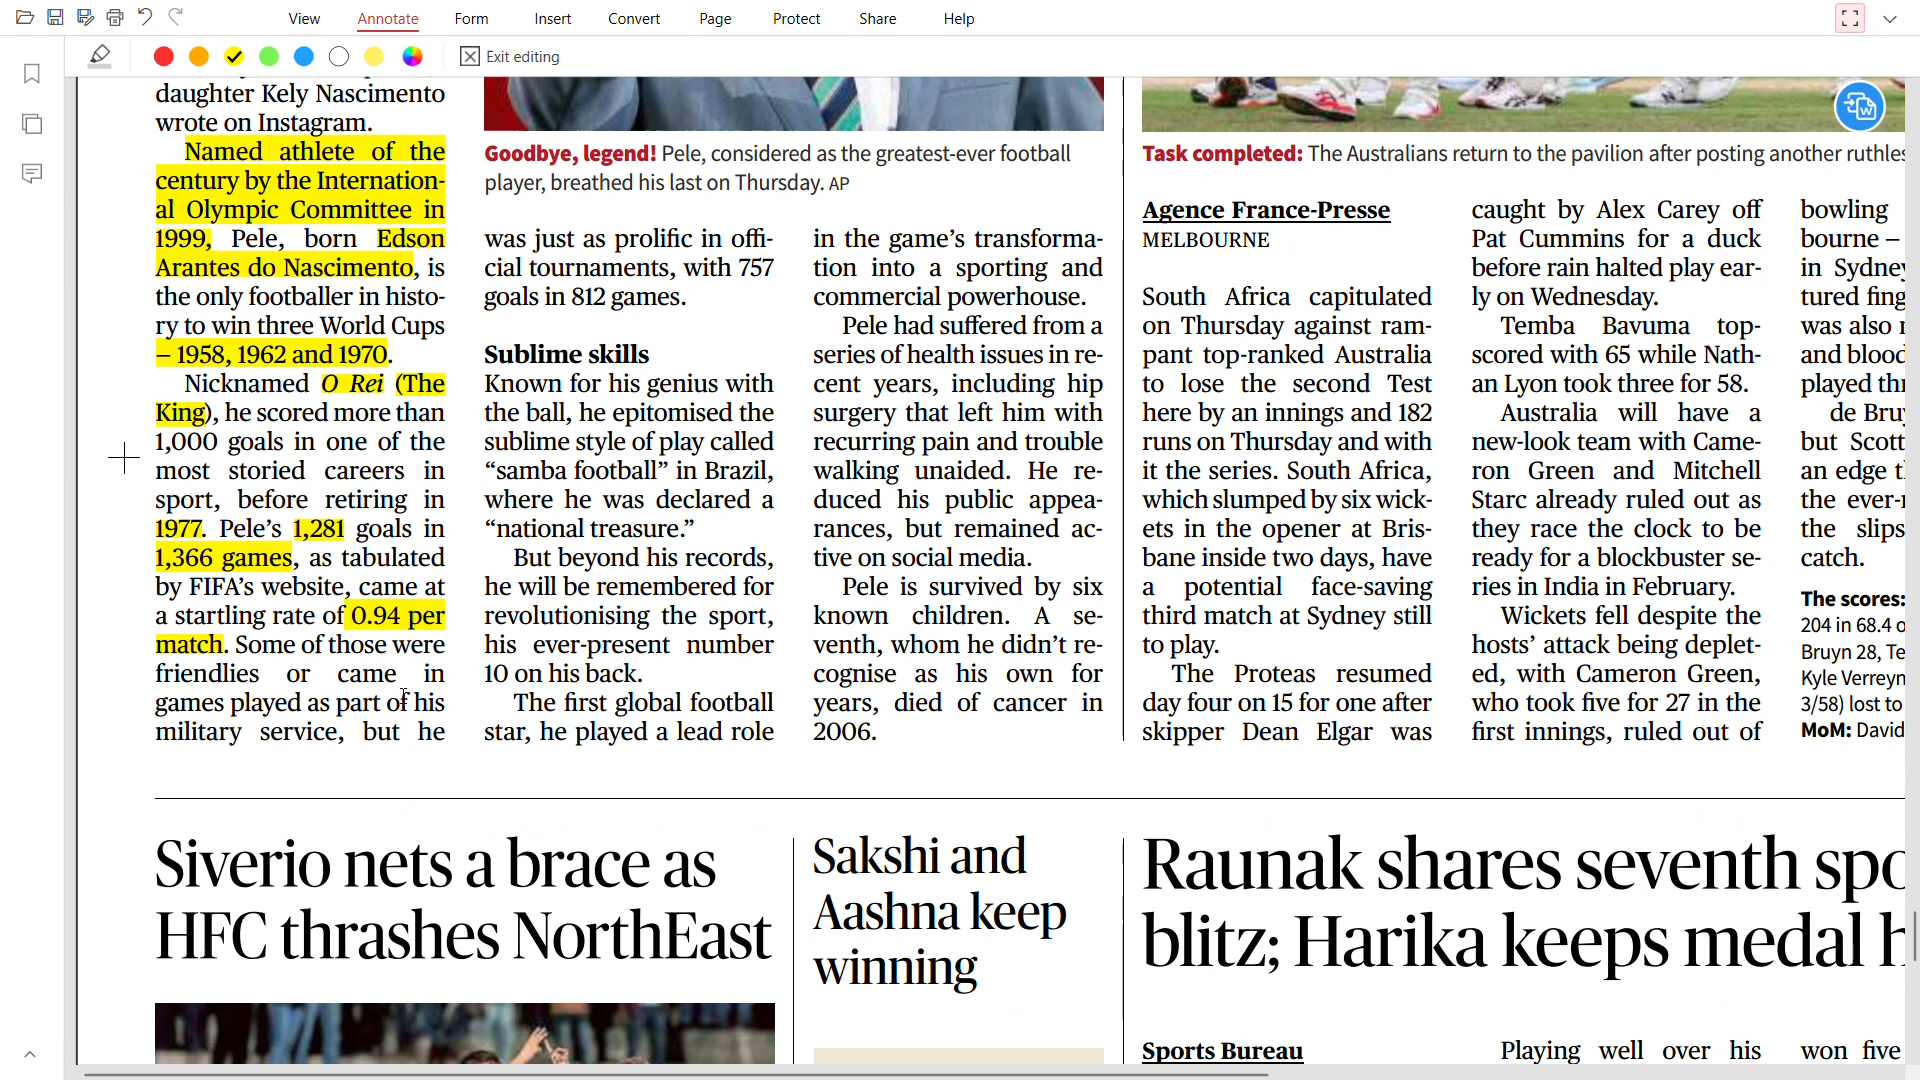 View Annotate Form Insert Convert Page Protect Share Help
Exit editing
daughter Kely Nascimento
wrote on Instagram.
Named athlete of the
century by the Internation-
al Olympic Committee in
1999, Pele, born Edson
Arantes do Nascimento, is
the only footballer in histo-
ry to win three World Cups
– 1958, 1962 and 1970.
Nicknamed O Rei (The
King), he scored more than
1,000 goals in one of the
most storied careers in
sport, before retiring in
1977. Pele’s 1,281 goals in
1,366 games, as tabulated
by FIFA’s website, came at
a startling rate of 0.94 per
match. Some of those were
friendlies or came in
games played as part of his
military service, but he
Goodbye, legend! Pele, considered as the greatest-ever football
player, breathed his last on Thursday. AP
was just as prolific in offi-
cial tournaments, with 757
goals in 812 games.
Sublime skills
Known for his genius with
the ball, he epitomised the
sublime style of play called
“samba football” in Brazil,
where he was declared a
“national treasure.”
But beyond his records,
he will be remembered for
revolutionising the sport,
his ever-present number
10 on his back.
The first global football
star, he played a lead role
in the game’s transforma-
tion into a sporting and
commercial powerhouse.
Pele had suffered from a
series of health issues in re-
cent years, including hip
surgery that left him with
recurring pain and trouble
walking unaided. He re-
duced his public appea-
rances, but remained ac-
tive on social media.
Pele is survived by six
known children. A se-
venth, whom he didn’t re-
cognise as his own for
years, died of cancer in
2006.
Task completed: The Australians return to the pavilion after posting another
Agence France-Presse
MELBOURNE
South Africa capitulated
on Thursday against ram-
pant top-ranked Australia
to lose the second Test
here by an innings and 182
runs on Thursday and with
it the series. South Africa,
which slumped by six wick-
ets in the opener at Bris-
bane inside two days, have
a potential face-saving
third match at Sydney still
to play.
The Proteas resumed
day four on 15 for one after
skipper Dean Elgar was
caught by Alex Carey off
Pat Cummins for a duck
before rain halted play ear-
ly on Wednesday.
Temba Bavuma top-
scored with 65 while Nath-
an Lyon took three for 58.
Australia will have a
new-look team with Came-
ron Green and Mitchell
Starc already ruled out as
they race the clock to be
ready for a blockbuster se-
ries in India in February.
Wickets fell despite the
hosts’ attack being deplet-
ed, with Cameron Green,
who took five for 27 in the
first innings, ruled out of
bowling
bourne –
in Sydney
tured fing
was also
and blood
played
de
but Scott
an edge
the
the slips
catch.
The scores:
204 in 68.4
Bruyn 28,
Kyle
3/58) lost to
MoM: David
Siverio nets a brace as
HFC thrashes NorthEast
Sakshi and
Aashna keep
winning
Raunak shares seventh
blitz; Harika keeps medal
Sports Bureau
Playing well over his
won five